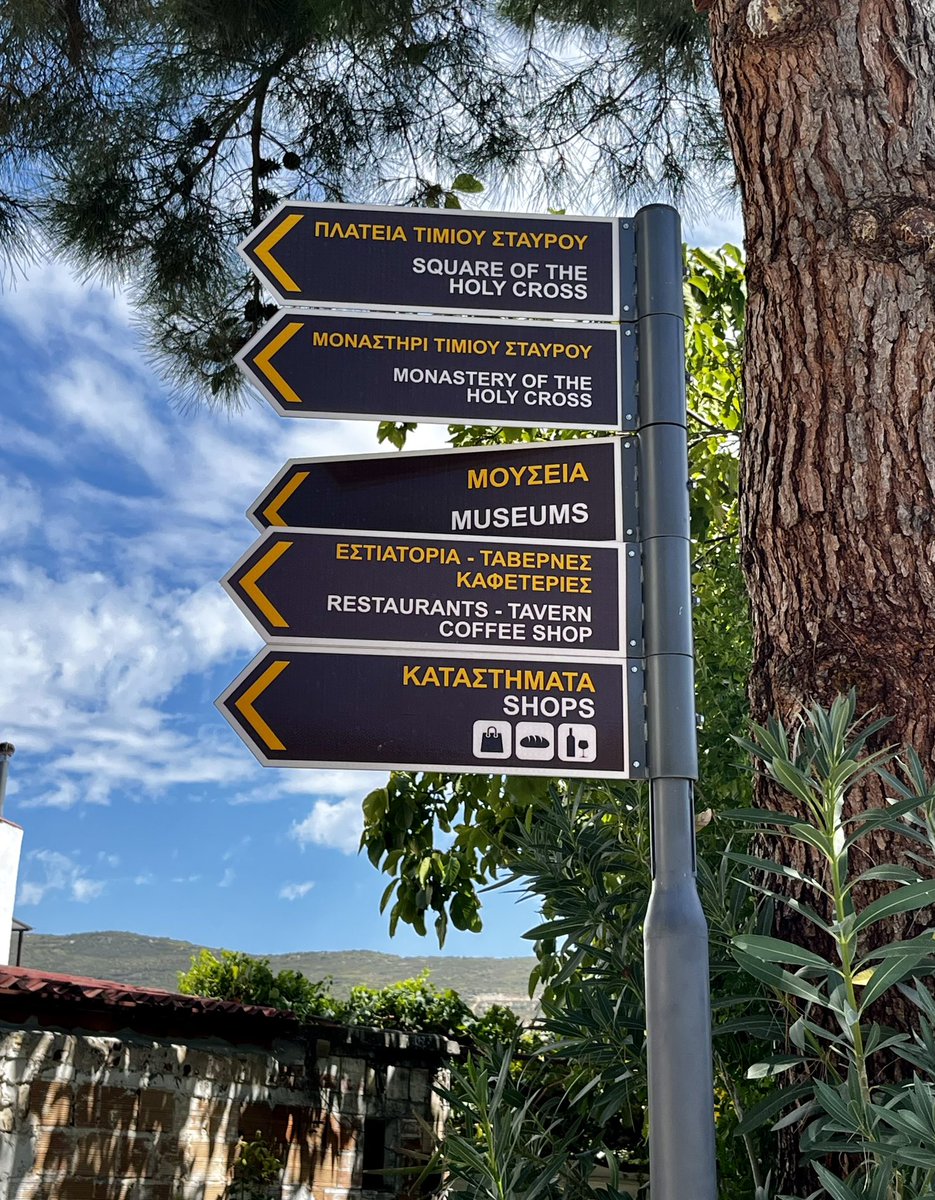 ΠΛΑΤΕΙΑ ΤΙΜΙΟΥ ΣΤΑΥΡΟΥ
SQUARE OF THE
HOLY CROSS
ΜΟΝΑΣΤΗΡΙ ΤΙΜΙΟΥ ΣΤΑΥΡΟΥ
MONASTERY OF THE
HOLY CROSS
ΜΟΥΣΕΙΑ
MUSEUMS
ΕΣΤΙΑΤΟΡΙΑ - ΤΑΒΕΡΝΕΣ
ΚΑΦΕΤΕΡΙΕΣ
RESTAURANTS - TAVERN
COFFEE SHOP
ΚΑΤΑΣΤΗΜΑΤΑ
SHOPS